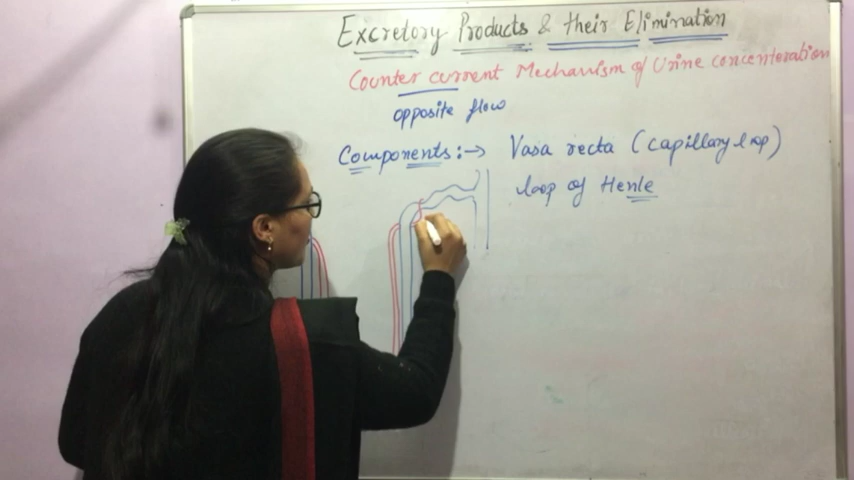 Excretory Products & their Elimination
Counter current Mechanism of Urine concenteration
opposite flow
Components :→ Vasa recta (capillary loop)
loop of Henle